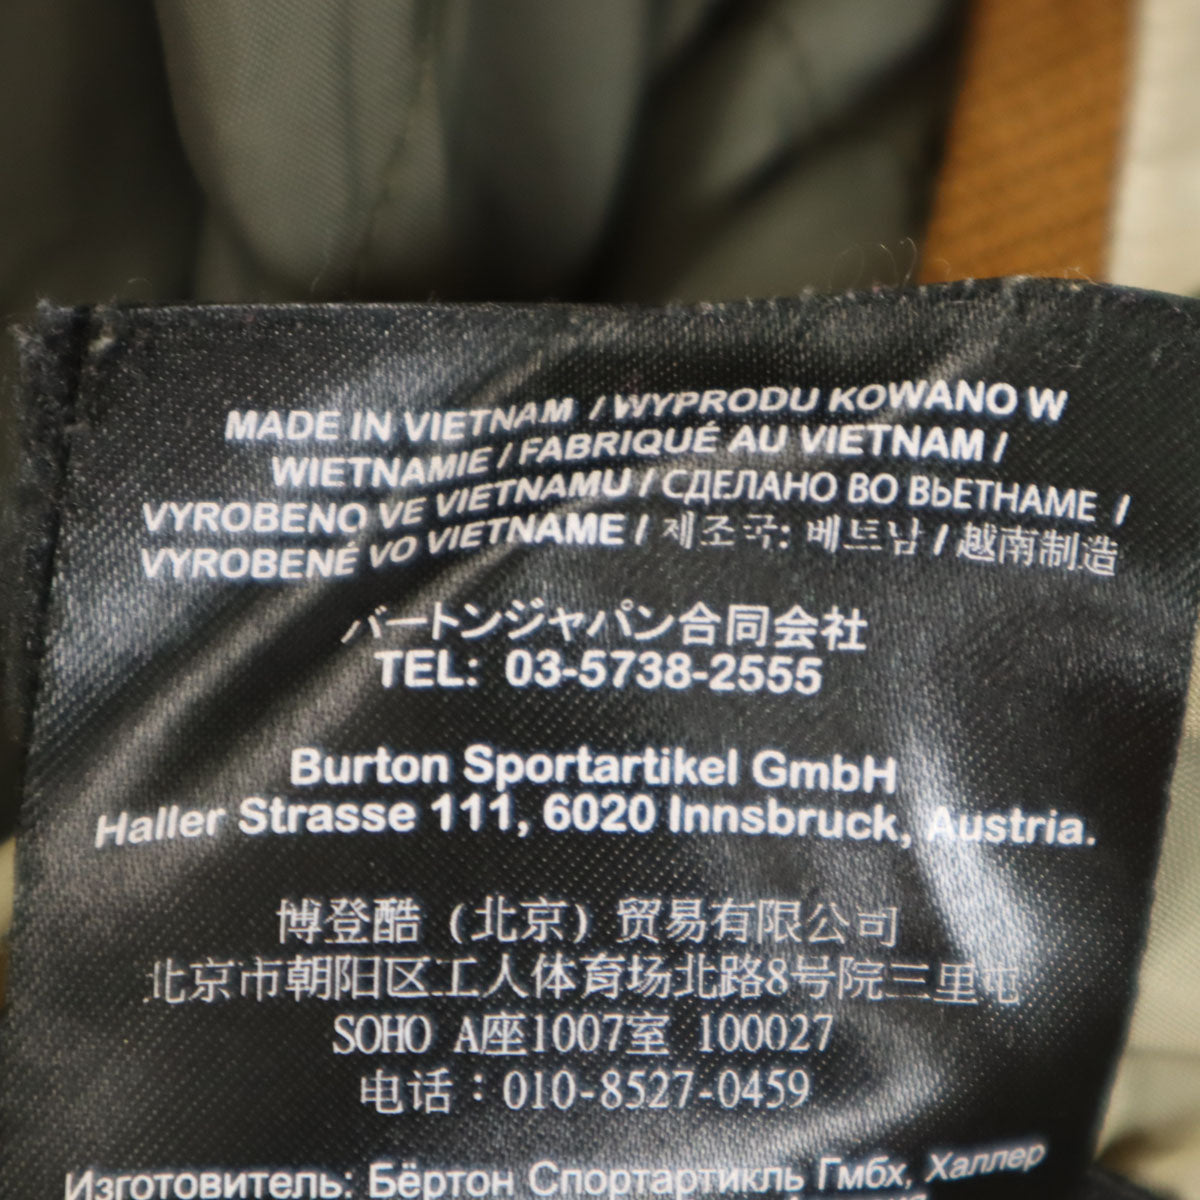 MADE IN VIETNAM / WYPRODU KOWANO W
WIETNAMIE / FABRIQUÉ AU VIETNAM /
VYROBENO VE VIETNAMU / СДЕЛАНО ВО ВЬЕТНАМЕ /
VYROBENÉ VO VIETNAME / 제조국: 베트남 / 越南制造
バートンジャパン合同会社
TEL: 03-5738-2555
Burton Sportartikel GmbH
Haller Strasse 111, 6020 Innsbruck, Austria.
博登酷（北京）贸易有限公司
北京市朝阳区工人体育场北路8号院三里屯
SOHO A座1007室 100027
电话：010-8527-0459
Изготовитель: Бёртон Спортартикль Гмбх, Халлер